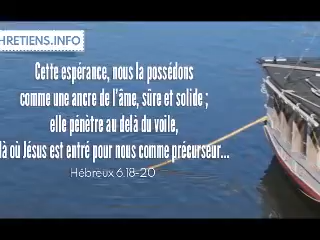 HRETIENS.INFO
Cette espérance, nous la possédons
comme une ancre de l'âme, sûre et solide ;
elle pénètre au delà du voile,
là où Jésus est entré pour nous comme précurseur...
Hébreux 6.18-20